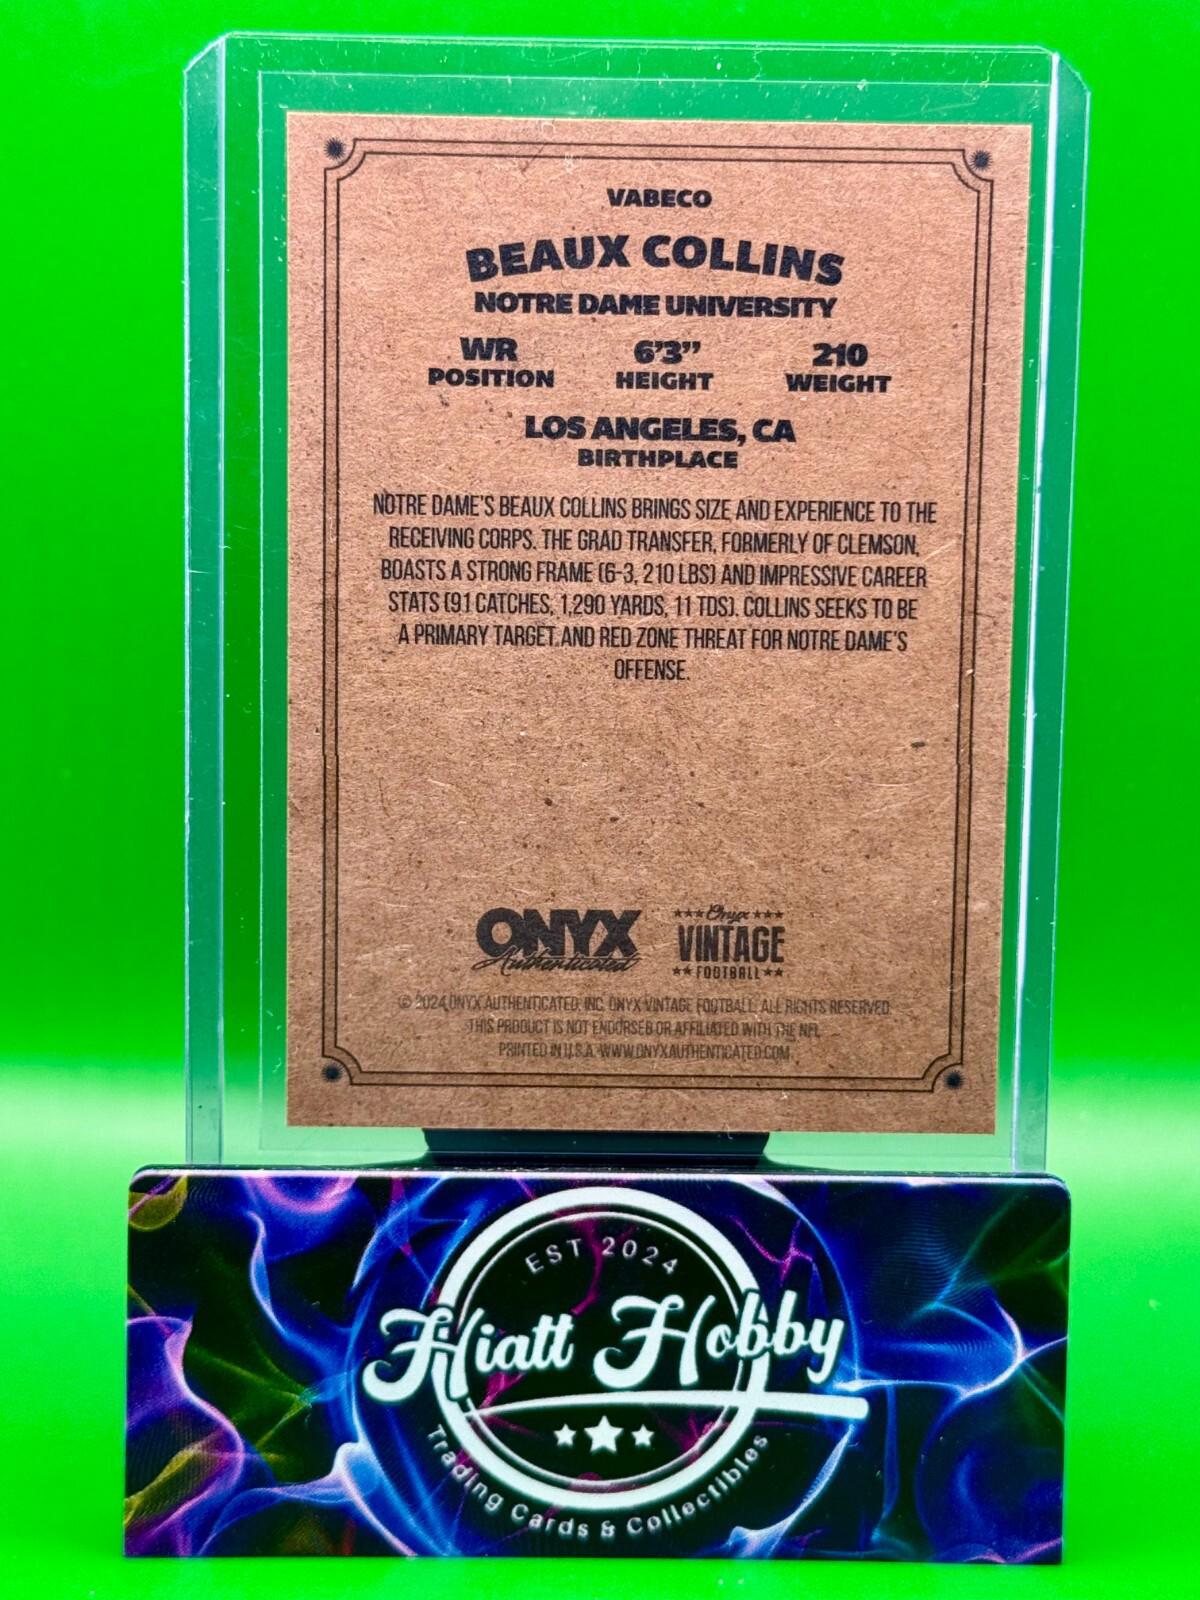 VABECO
BEAUX COLLINS
NOTRE DAME UNIVERSITY
WR 6'3” 210
POSITION HEIGHT WEIGHT
LOS ANGELES, CA
BIRTHPLACE
NOTRE DAME'S BEAUX COLLINS BRINGS SIZE AND EXPERIENCE TO THE
RECEIVING CORPS. THE GRAD TRANSFER, FORMERLY OF CLEMSON,
BOASTS A STRONG FRAME (6-3, 210 LBS) AND IMPRESSIVE CAREER
STATS (91 CATCHES, 1,290 YARDS, 11 TDS). COLLINS SEEKS TO BE
A PRIMARY TARGET AND RED ZONE THREAT FOR NOTRE DAME'S
OFFENSE.
ONYX
Authenticated
Onyx
VINTAGE
FOOTBALL
© 2024 ONYX AUTHENTICATED, INC. ONYX VINTAGE FOOTBALL. ALL RIGHTS RESERVED.
THIS PRODUCT IS NOT ENDORSED OR AFFILIATED WITH THE NFL
PRINTED IN U.S.A. WWW.ONYXAUTHENTICATED.COM
EST 2024
Hiatt Hobby
Trading Cards & Collectibles